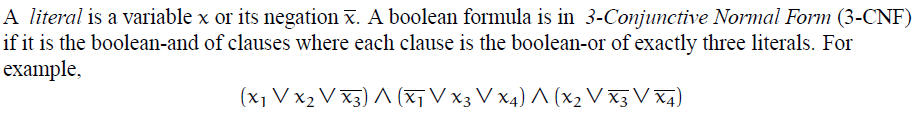 A literal is a variable x or its negation x̅. A boolean formula is in 3-Conjunctive Normal Form (3-CNF)
if it is the boolean-and of clauses where each clause is the boolean-or of exactly three literals. For
example,
(x₁ ∨ x₂ ∨ x̅₃) ∧ (x̅₁ ∨ x₃ ∨ x₄) ∧ (x₂ ∨ x̅₃ ∨ x̅₄)